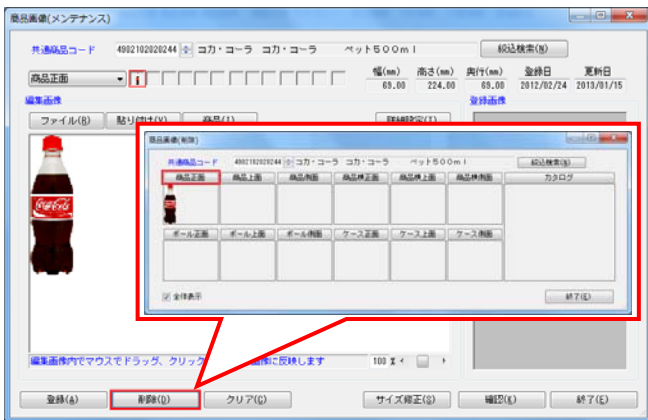 商品画像(メンテナンス)
共通商品コード 4902102020244 コカ・コーラ コカ・コーラ ペット500ml 絞込検索(N)
商品正面 i 幅(mm) 高さ(mm) 奥行(mm) 登録日 更新日
69.00 224.00 69.00 2012/02/24 2013/01/15
編集画像 登録画像
ファイル(R) 貼り付け(V) 商品(I) 詳細設定(T)
商品画像(削除)
共通商品コード 4902102020244 コカ・コーラ コカ・コーラ ペット500ml 絞込検索(N)
商品正面 商品上面 商品側面 商品棟正面 商品棟上面 商品棟側面 カタログ
ボール正面 ボール上面 ボール側面 ケース正面 ケース上面 ケース側面
全体表示 終了(E)
Coca-Cola
編集画像内でマウスでドラッグ、クリック 画像に反映します 100 %
登録(A) 削除(D) クリア(C) サイズ修正(S) 確認(K) 終了(E)